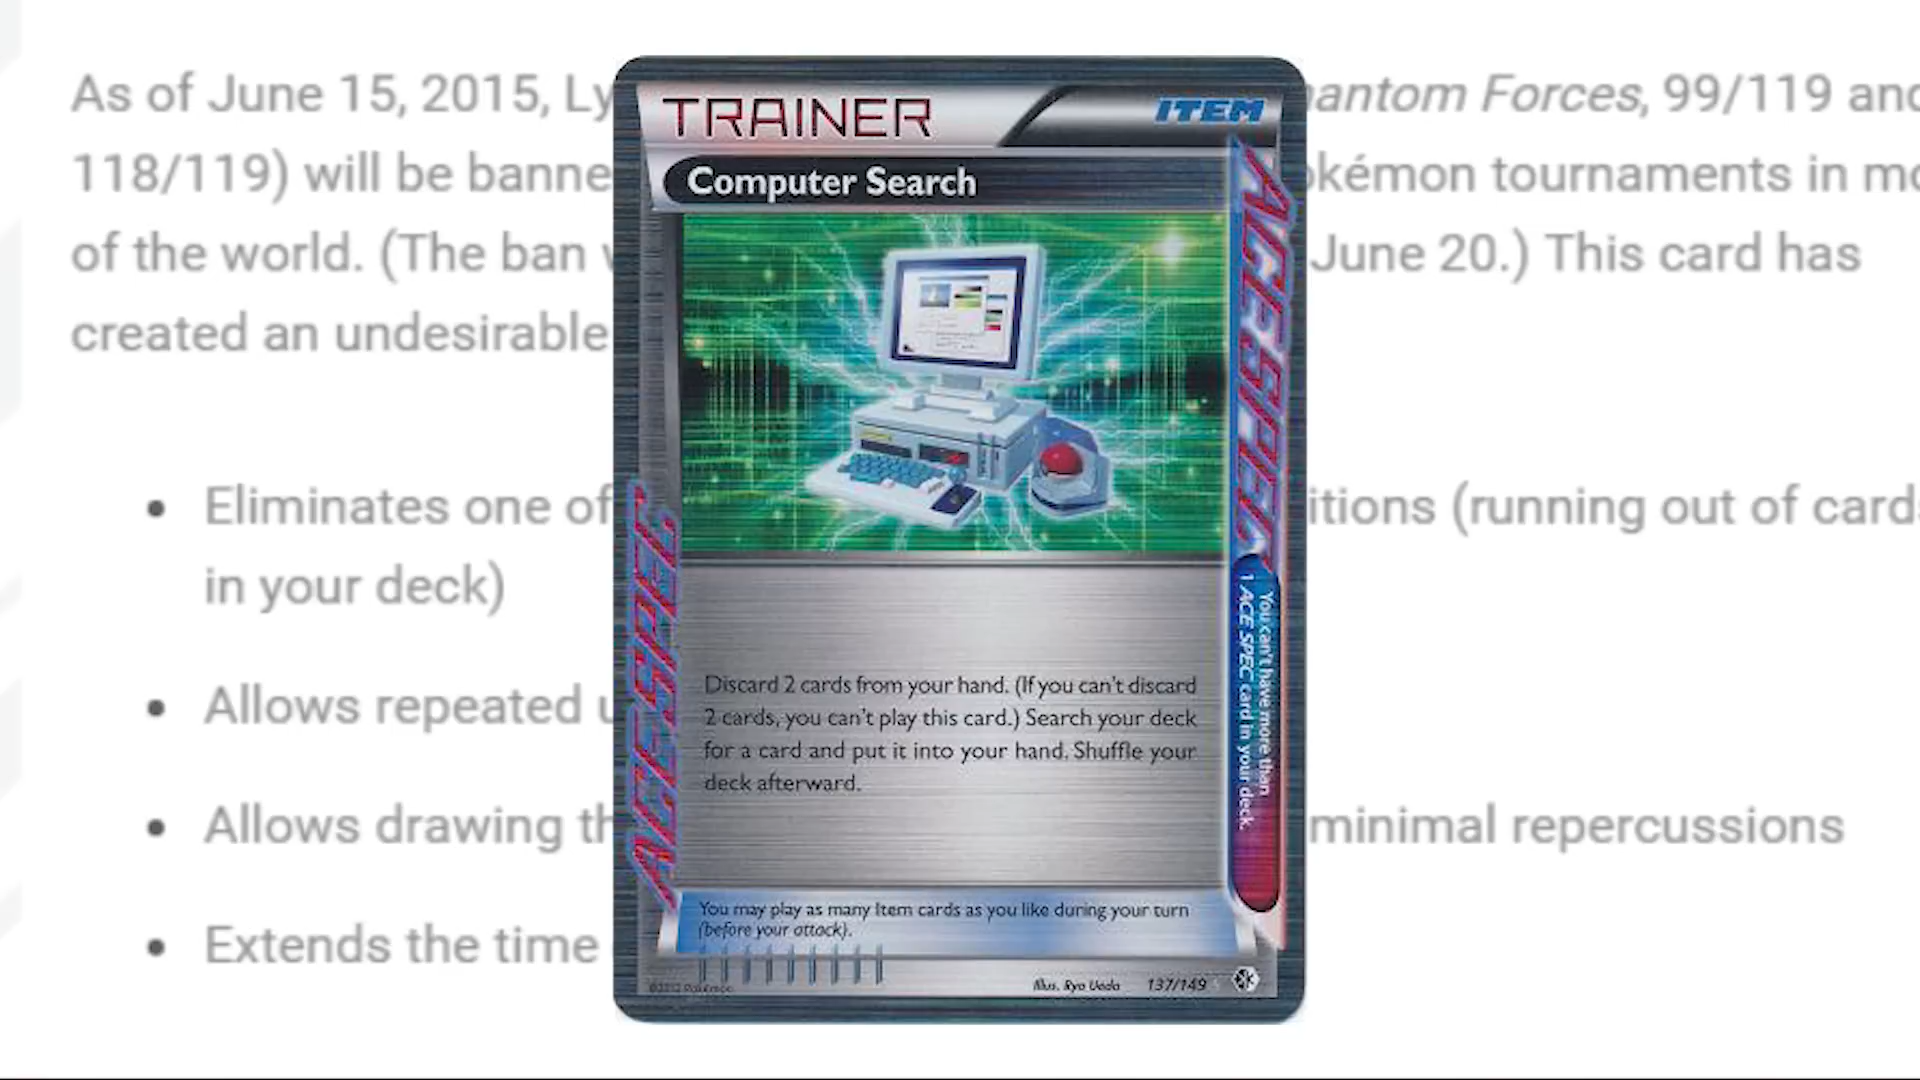 As of June 15, 2015, Ly
hantom Forces, 99/119 and
118/119) will be banne
kémon tournaments in mo
of the world. (The ban
June 20.) This card has
created an undesirable
Eliminates one of
itions (running out of cards
in your deck)
Allows repeated u
Allows drawing th
minimal repercussions
Extends the time
TRAINER
ITEM
Computer Search
ACE SPEC
ACE SPEC
You can't have more than
1 ACE SPEC card in your deck.
Discard 2 cards from your hand. (If you can't discard
2 cards, you can't play this card.) Search your deck
for a card and put it into your hand. Shuffle your
deck afterward.
You may play as many Item cards as you like during your turn
(before your attack).
©2012 Pokémon
Illus. Ryo Ueda
137/149